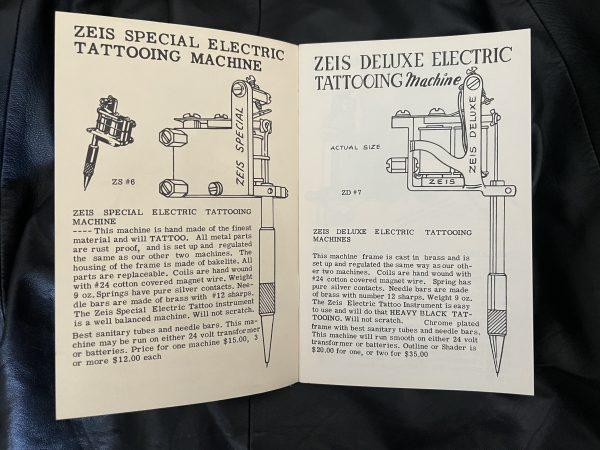 ZEIS SPECIAL ELECTRIC
TATTOOING MACHINE
ZEIS SPECIAL
ZS #6
ZEIS SPECIAL ELECTRIC TATTOOING
MACHINE
---- This machine is hand made of the finest
material and will TATTOO. All metal parts
are rust proof, and is set up and regulated
the same as our other two machines. The
housing of the frame is made of bakelite. All
parts are replaceable. Coils are hand wound
with #24 cotton covered magnet wire. Weight
9 oz. Springs have pure silver contacts. Nee-
dle bars are made of brass with #12 sharps.
The Zeis Special Electric Tattoo Instrument
is a well balanced machine. Will not scratch.
Best sanitary tubes and needle bars. This ma-
chine may be run on either 24 volt transformer
or batteries. Price for one machine $15.00, 3
or more $12.00 each
ZEIS DELUXE ELECTRIC
TATTOOING Machine
ZEIS DELUXE
ACTUAL SIZE
ZEIS
ZD #7
ZEIS DELUXE ELECTRIC TATTOOING
MACHINES
This machine frame is cast in brass and is
set up and regulated the same way as our oth-
er two machines. Coils are hand wound with
#24 cotton covered magnet wire. Spring has
pure silver contacts. Needle bars are made
of brass with number 12 sharps. Weight 9 oz.
The Zeis Electric Tattoo Instrument is easy
to use and will do that HEAVY BLACK TAT-
TOOING. Will not scratch. Chrome plated
frame with best sanitary tubes and needle bars.
This machine will run smooth on either 24 volt
transformer or batteries. Outline or Shader is
$20.00 for one, or two for $35.00